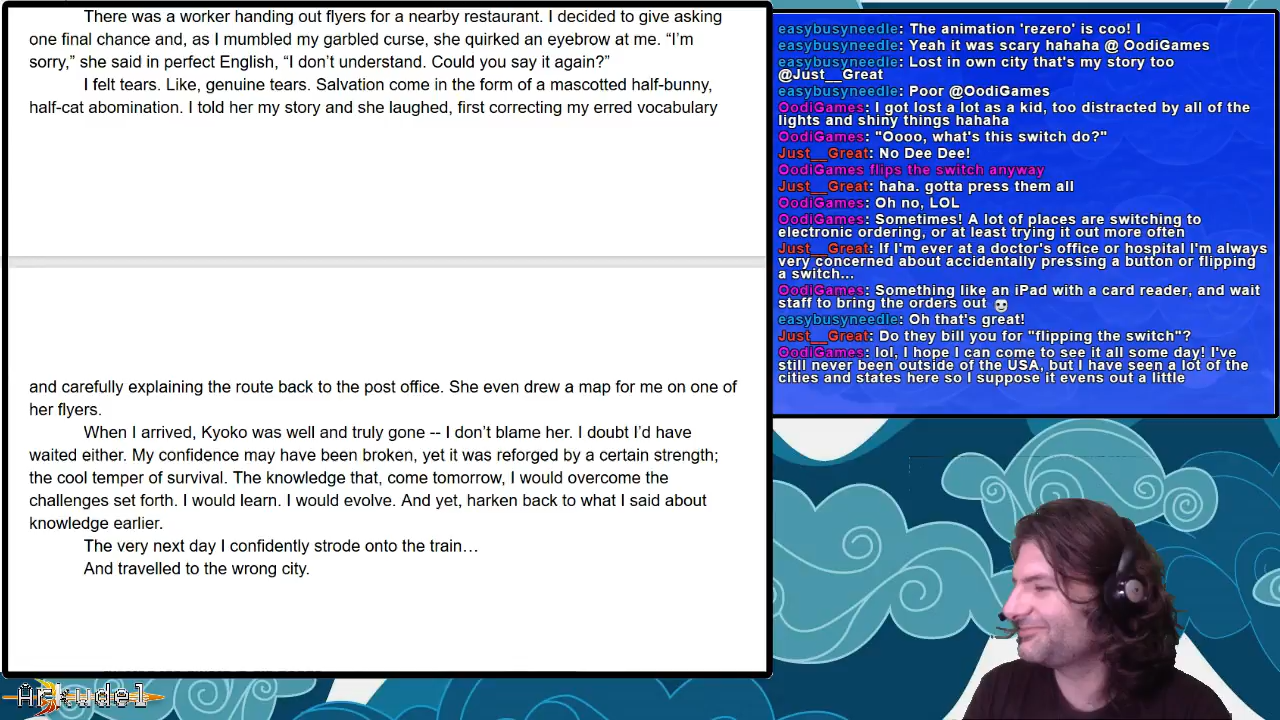 There was a worker handing out flyers for a nearby restaurant. I decided to give asking
one final chance and, as I mumbled my garbled curse, she quirked an eyebrow at me. “I’m
sorry,” she said in perfect English, “I don’t understand. Could you say it again?”
I felt tears. Like, genuine tears. Salvation come in the form of a mascotted half-bunny,
half-cat abomination. I told her my story and she laughed, first correcting my erred vocabulary
and carefully explaining the route back to the post office. She even drew a map for me on one of
her flyers.
When I arrived, Kyoko was well and truly gone -- I don’t blame her. I doubt I’d have
waited either. My confidence may have been broken, yet it was reforged by a certain strength;
the cool temper of survival. The knowledge that, come tomorrow, I would overcome the
challenges set forth. I would learn. I would evolve. And yet, harken back to what I said about
knowledge earlier.
The very next day I confidently strode onto the train…
And travelled to the wrong city.
easybusyneedle: The animation 'rezero' is coo! I
easybusyneedle: Yeah it was scary hahaha @ OodiGames
easybusyneedle: Lost in own city that's my story too
@Just__Great
easybusyneedle: Poor @OodiGames
OodiGames: I got lost a lot as a kid, too distracted by all of the
lights and shiny things hahaha
OodiGames: "Oooo, what's this switch do?"
Just__Great: No Dee Dee!
OodiGames flips the switch anyway
Just__Great: haha. gotta press them all
OodiGames: Oh no, LOL
OodiGames: Sometimes! A lot of places are switching to
electronic ordering, or at least trying it out more often
Just__Great: If I'm ever at a doctor's office or hospital I'm always
very concerned about accidentally pressing a button or flipping
a switch...
OodiGames: Something like an iPad with a card reader, and wait
staff to bring the orders out
easybusyneedle: Oh that's great!
Just__Great: Do they bill you for "flipping the switch"?
OodiGames: lol, I hope I can come to see it all some day! I've
still never been outside of the USA, but I have seen a lot of the
cities and states here so I suppose it evens out a little
Arkudel